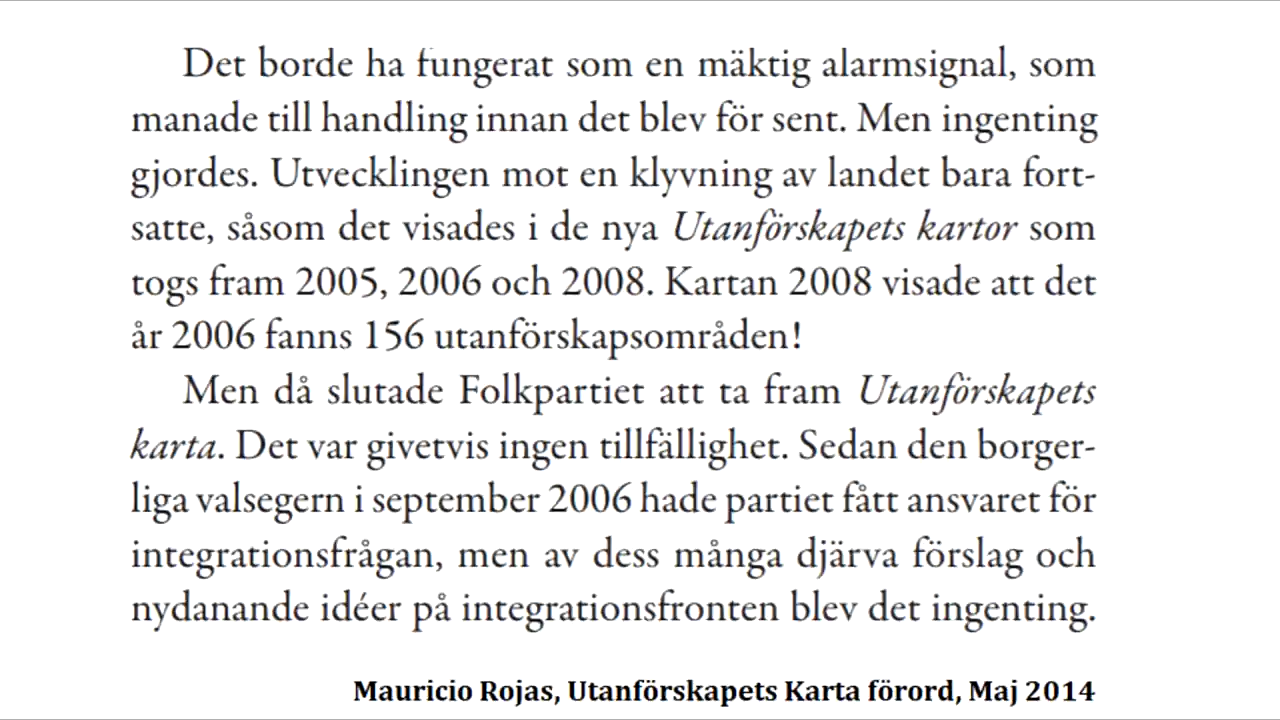 Det borde ha fungerat som en mäktig alarmsignal, som
manade till handling innan det blev för sent. Men ingenting
gjordes. Utvecklingen mot en klyvning av landet bara fort-
satte, såsom det visades i de nya Utanförskapets kartor som
togs fram 2005, 2006 och 2008. Kartan 2008 visade att det
år 2006 fanns 156 utanförskapsområden!
Men då slutade Folkpartiet att ta fram Utanförskapets
karta. Det var givetvis ingen tillfällighet. Sedan den borger-
liga valsegern i september 2006 hade partiet fått ansvaret för
integrationsfrågan, men av dess många djärva förslag och
nydanande idéer på integrationsfronten blev det ingenting.
Mauricio Rojas, Utanförskapets Karta förord, Maj 2014